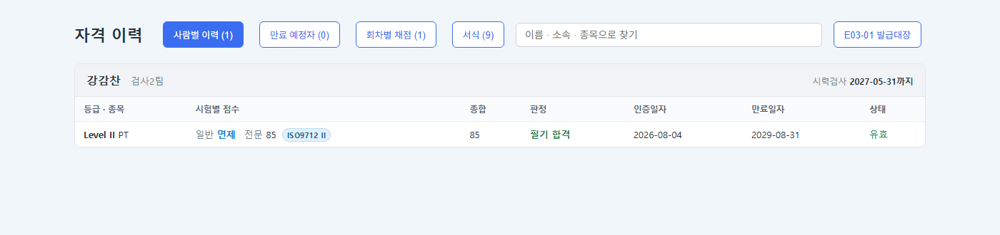 자격 이력 사람별 이력 (1) 만료 예정자 (0) 회차별 채점 (1) 서식 (9) 이름 · 소속 · 종목으로 찾기 E03-01 발급대장
강감찬 검사2팀 시력검사 2027-05-31까지
등급 · 종목 시험별 점수 종합 판정 인증일자 만료일자 상태
Level II PT 일반 면제 · 전문 85 ISO9712 II 85 필기 합격 2026-08-04 2029-08-31 유효